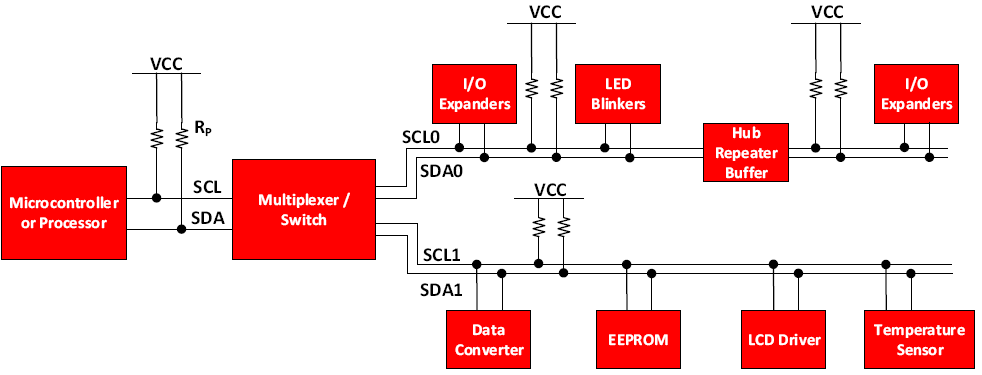 VCC
VCC
VCC
I/O
Expanders
LED
Blinkers
I/O
Expanders
R_P
SCL0
SDA0
Hub
Repeater
Buffer
Microcontroller
or Processor
SCL
SDA
Multiplexer /
Switch
VCC
SCL1
SDA1
Data
Converter
EEPROM
LCD Driver
Temperature
Sensor